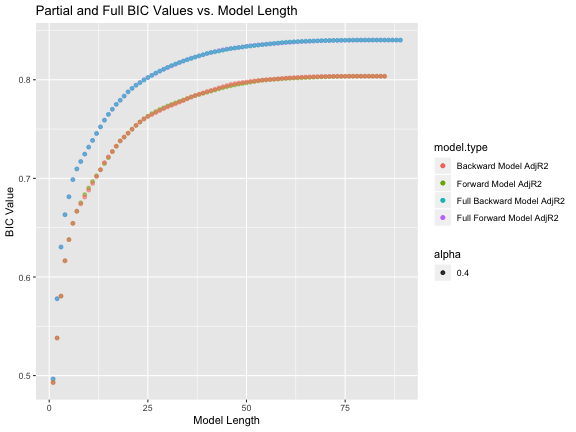 Partial and Full BIC Values vs. Model Length
BIC Value
0.8
0.7
0.6
0.5
0
25
50
75
Model Length
model.type
Backward Model AdjR2
Forward Model AdjR2
Full Backward Model AdjR2
Full Forward Model AdjR2
alpha
0.4